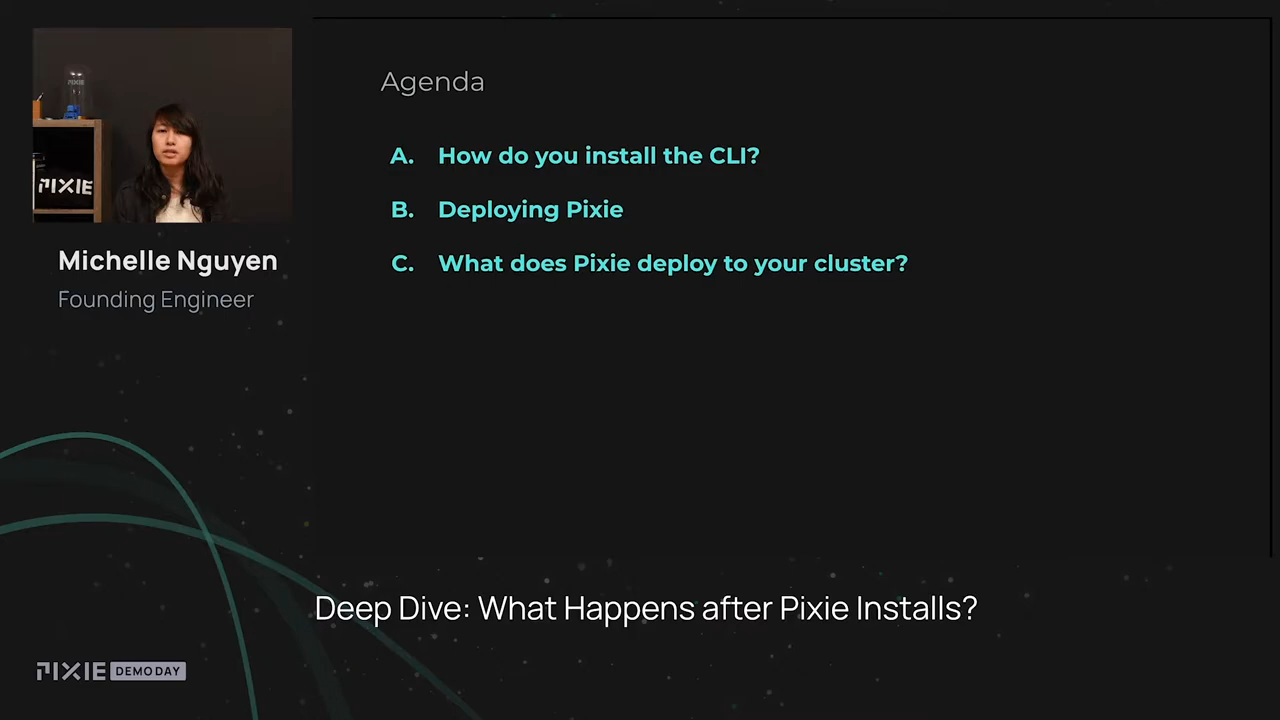 PIXIE
PIXIE
Michelle Nguyen
Founding Engineer
Agenda
A. How do you install the CLI?
B. Deploying Pixie
C. What does Pixie deploy to your cluster?
Deep Dive: What Happens after Pixie Installs?
PIXIE DEMO DAY